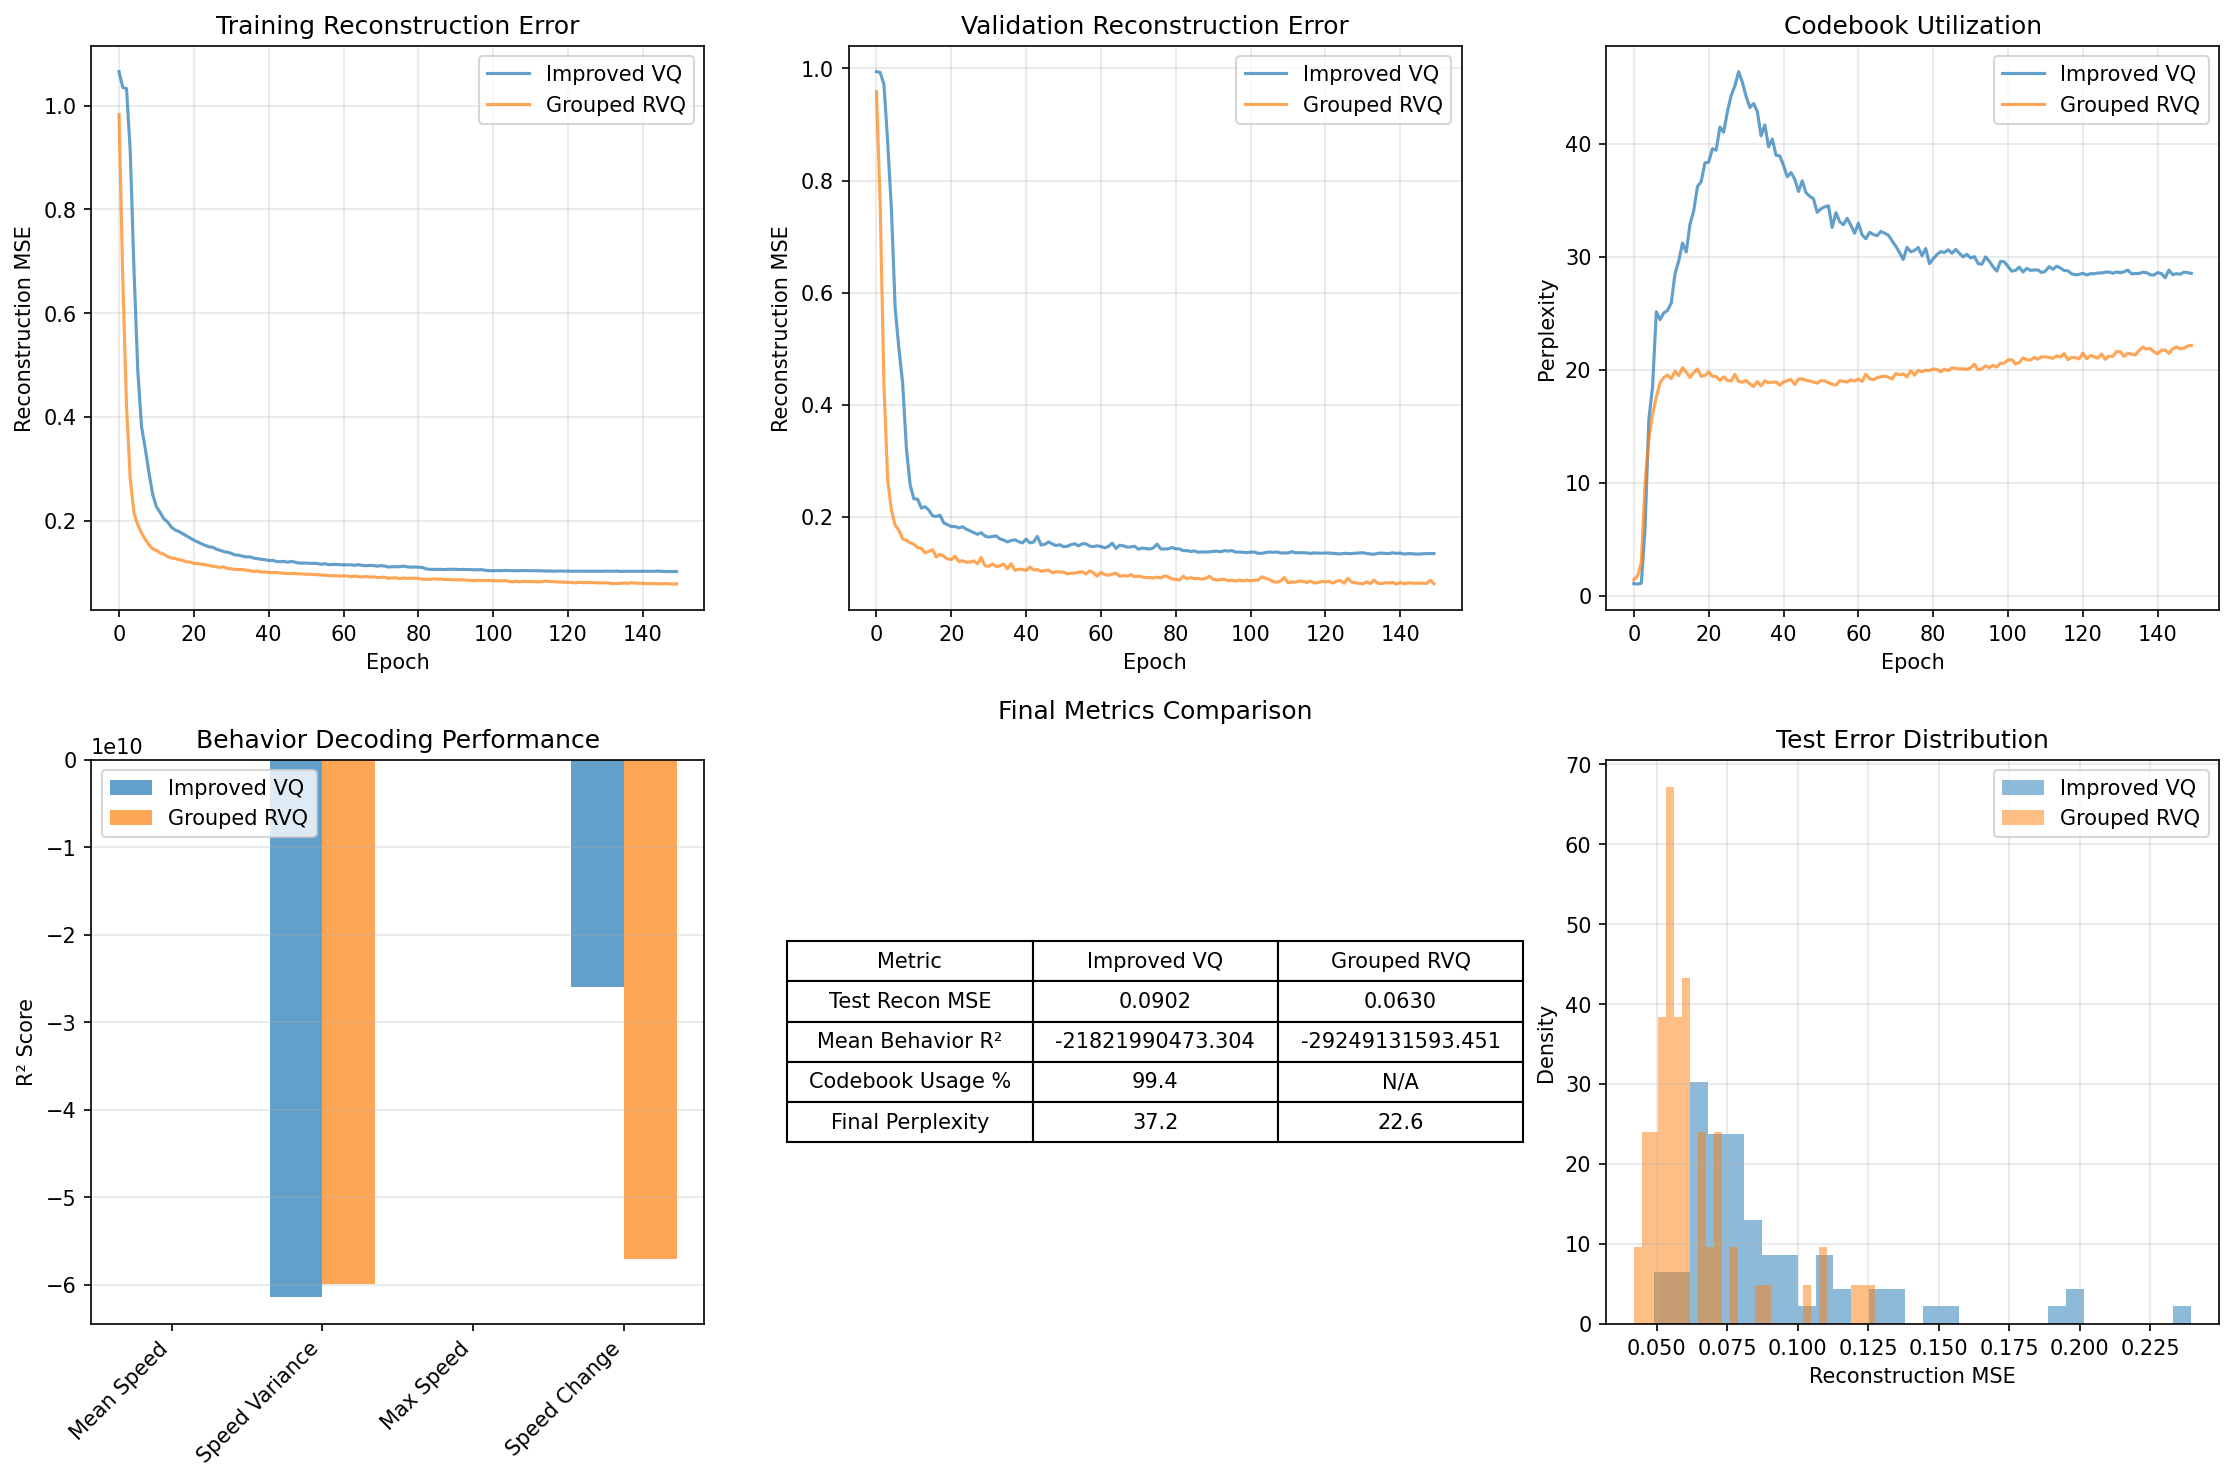 Training Reconstruction Error
Reconstruction MSE
1.0
0.8
0.6
0.4
0.2
0 20 40 60 80 100 120 140
Epoch
Improved VQ
Grouped RVQ
Validation Reconstruction Error
Reconstruction MSE
1.0
0.8
0.6
0.4
0.2
0 20 40 60 80 100 120 140
Epoch
Improved VQ
Grouped RVQ
Codebook Utilization
Perplexity
40
30
20
10
0
0 20 40 60 80 100 120 140
Epoch
Improved VQ
Grouped RVQ
Behavior Decoding Performance
1e10
R² Score
0
−1
−2
−3
−4
−5
−6
Mean Speed
Speed Variance
Max Speed
Speed Change
Improved VQ
Grouped RVQ
Final Metrics Comparison
Metric Improved VQ Grouped RVQ
Test Recon MSE 0.0902 0.0630
Mean Behavior R² -21821990473.304 -29249131593.451
Codebook Usage % 99.4 N/A
Final Perplexity 37.2 22.6
Test Error Distribution
Density
70
60
50
40
30
20
10
0
0.050 0.075 0.100 0.125 0.150 0.175 0.200 0.225
Reconstruction MSE
Improved VQ
Grouped RVQ